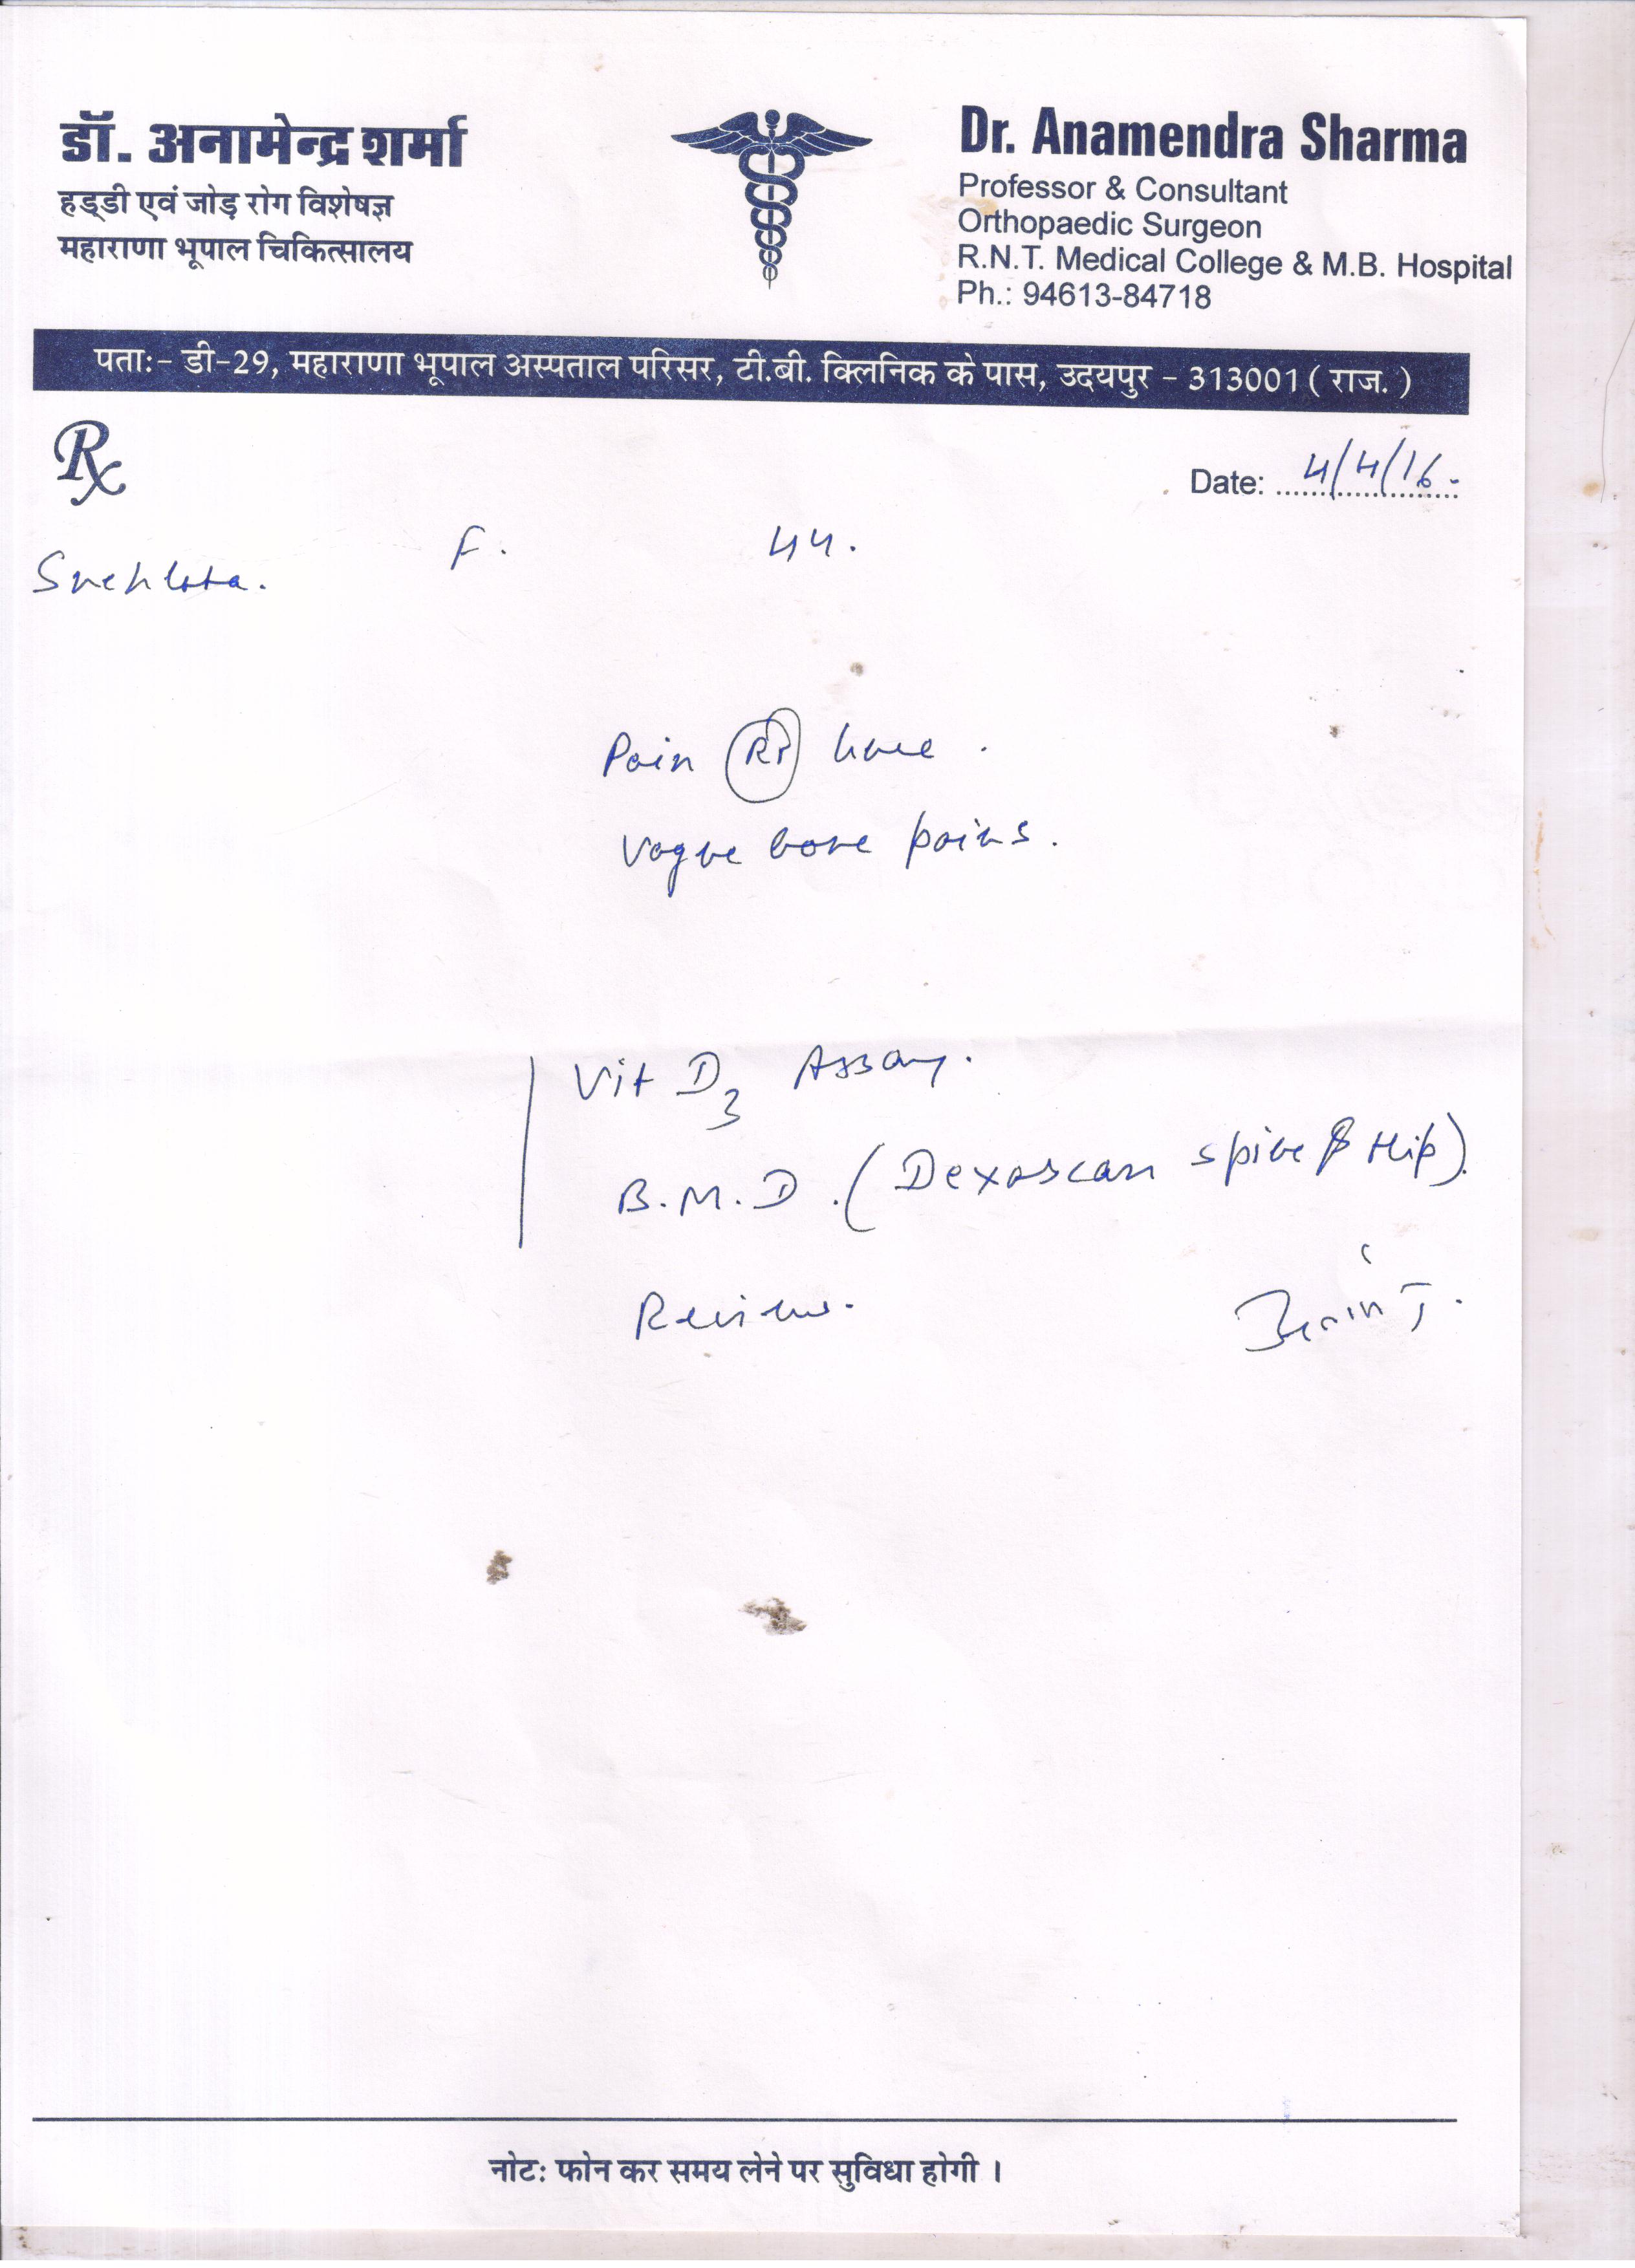 डॉ. अनामेन्द्र शर्मा
हड्डी एवं जोड़ रोग विशेषज्ञ
महाराणा भूपाल चिकित्सालय
Dr. Anamendra Sharma
Professor & Consultant
Orthopaedic Surgeon
R.N.T. Medical College & M.B. Hospital
Ph.: 94613-84718
पता:- डी-29, महाराणा भूपाल अस्पताल परिसर, टी.बी. क्लिनिक के पास, उदयपुर - 313001 ( राज. )
Rx
Date: 4/4/16.
Snehlata. F. 44.
Pain Rt
Vague bone pains.
Vit D3 Assay.
B.M.D. (Dexascan spine & Hip).
Review.
नोट: फोन कर समय लेने पर सुविधा होगी ।